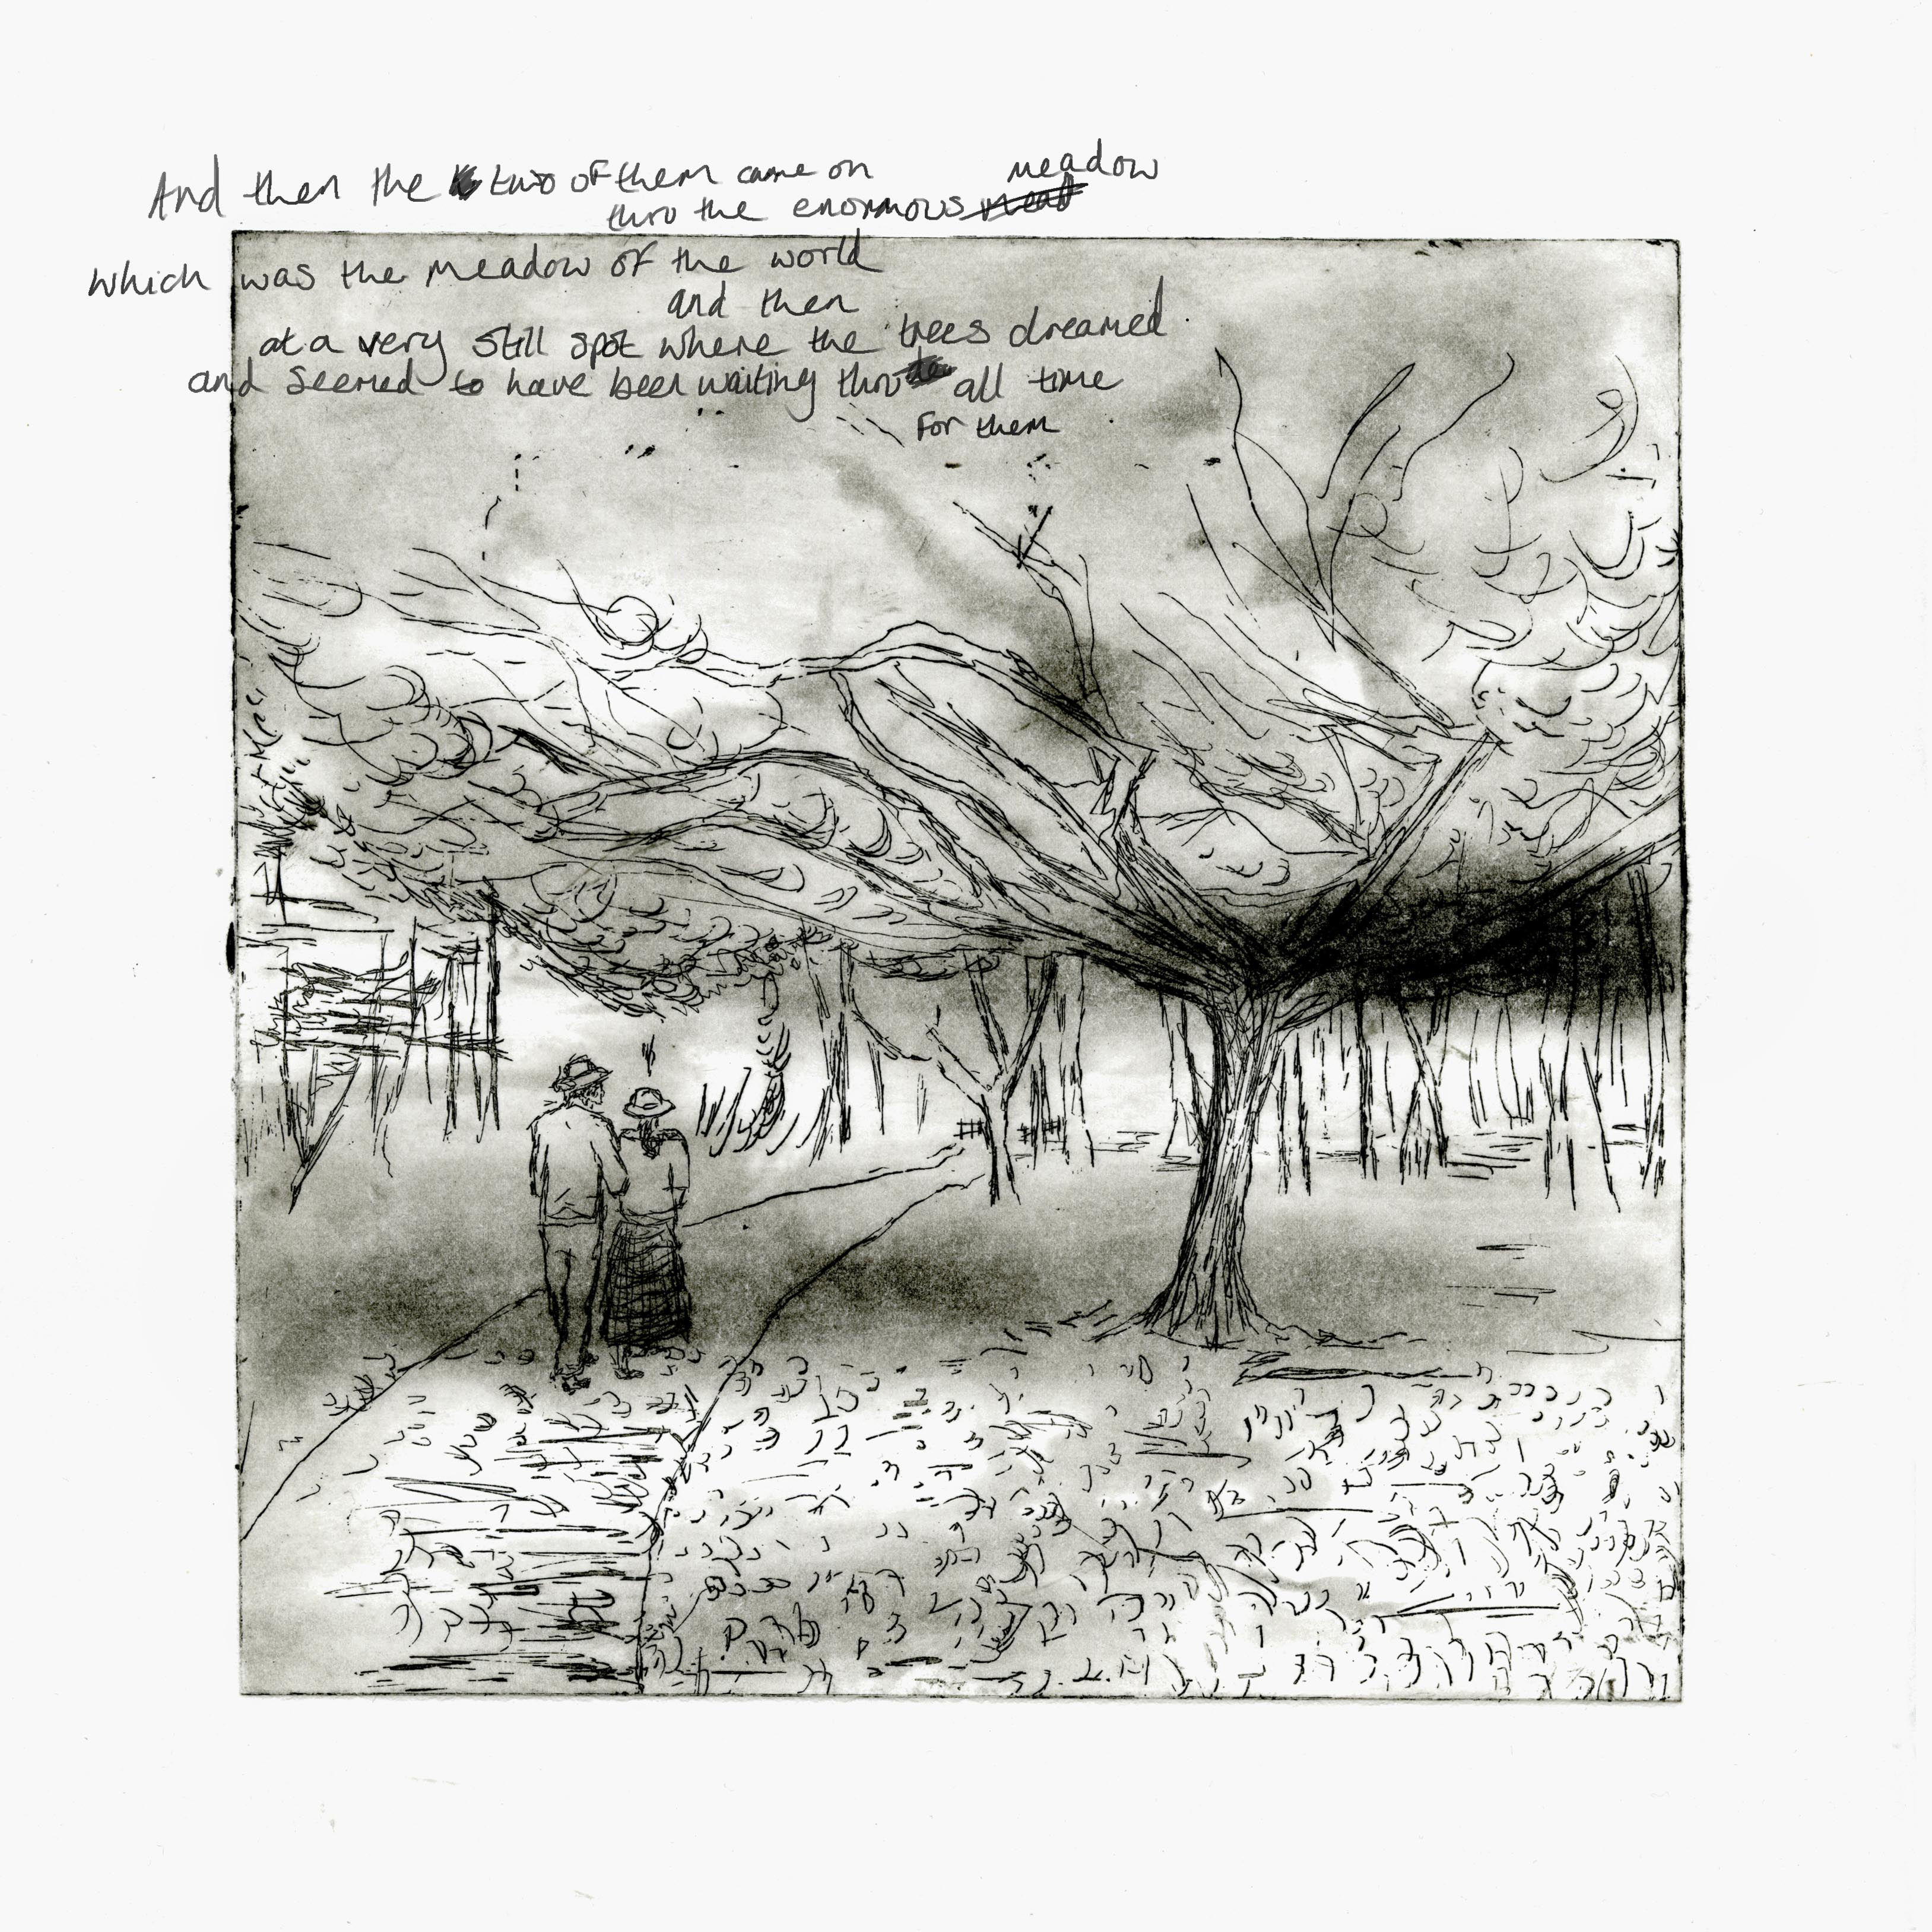 And then the two of them came on
meadow
thru the enormous meat
which was the meadow of the world
and then
at a very still spot where the trees dreamed
and seemed to have been waiting thru all time
for them